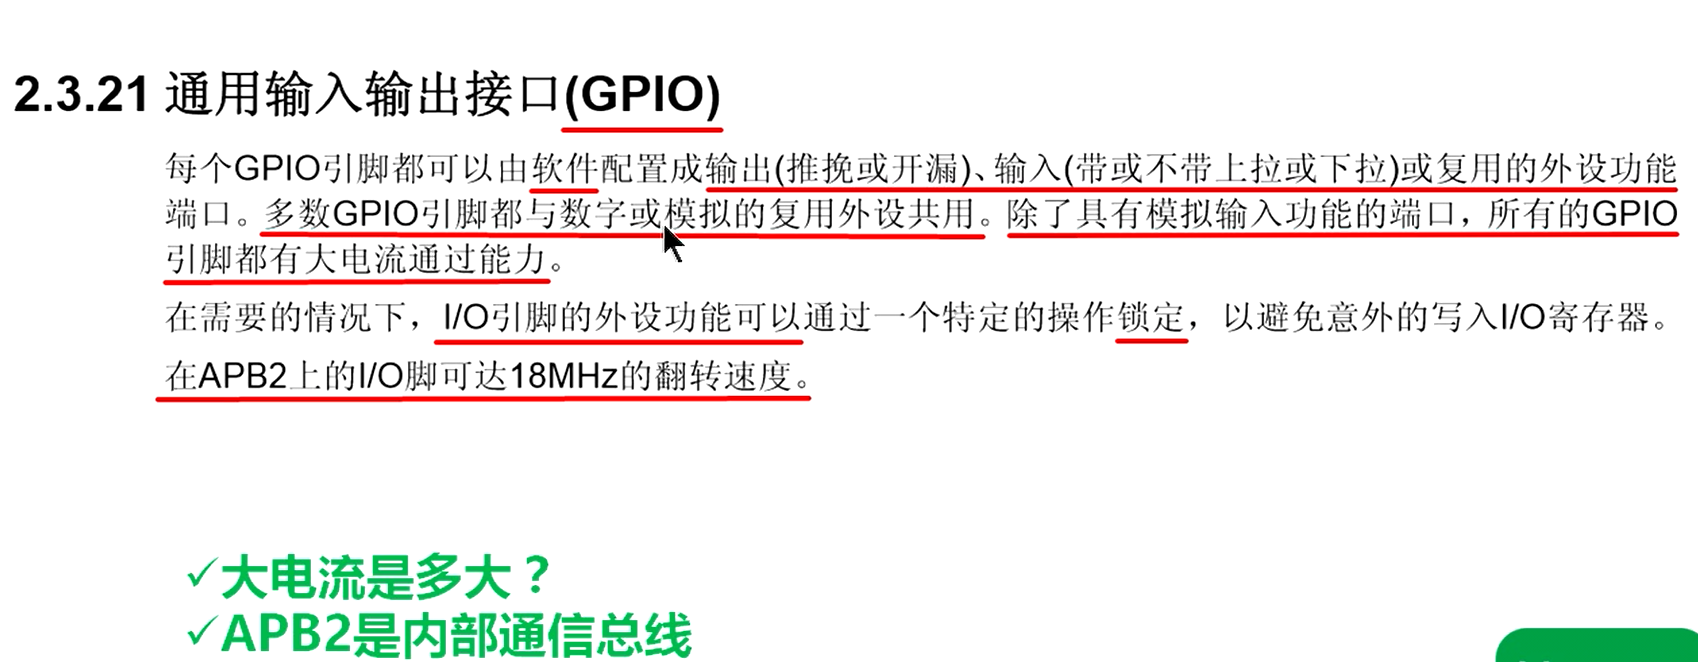 2.3.21 通用输入输出接口(GPIO)
每个GPIO引脚都可以由软件配置成输出(推挽或开漏)、输入(带或不带上拉或下拉)或复用的外设功能
端口。多数GPIO引脚都与数字或模拟的复用外设共用。除了具有模拟输入功能的端口，所有的GPIO
引脚都有大电流通过能力。
在需要的情况下，I/O引脚的外设功能可以通过一个特定的操作锁定，以避免意外的写入I/O寄存器。
在APB2上的I/O脚可达18MHz的翻转速度。
✓大电流是多大？
✓APB2是内部通信总线